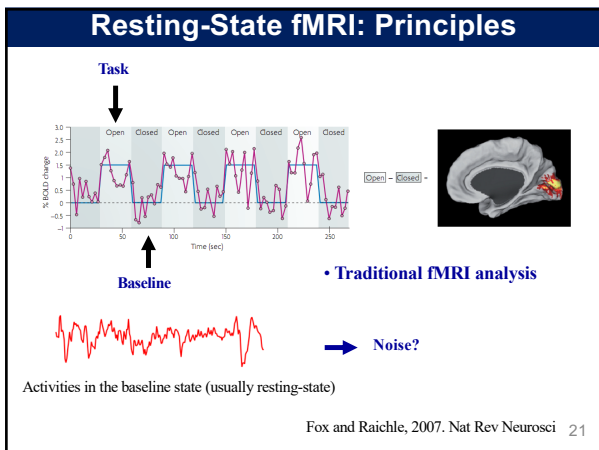 Resting-State fMRI: Principles
Task
3.0
2.5
2.0
1.5
1
0.5
0
−0.5
−1
% BOLD change
Open Closed Open Closed Open Closed Open Closed
0 50 100 150 200 250
Time (sec)
Open – Closed =
Baseline
• Traditional fMRI analysis
Noise?
Activities in the baseline state (usually resting-state)
Fox and Raichle, 2007. Nat Rev Neurosci 21